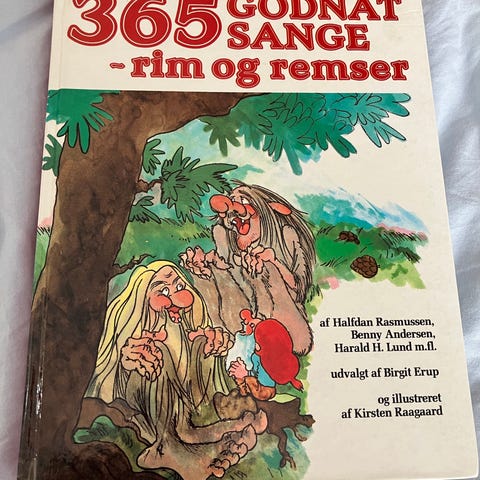 365 GODNAT
SANGE
- rim og remser
af Halfdan Rasmussen,
Benny Andersen,
Harald H. Lund m.fl.
udvalgt af Birgit Erup
og illustreret
af Kirsten Raagaard